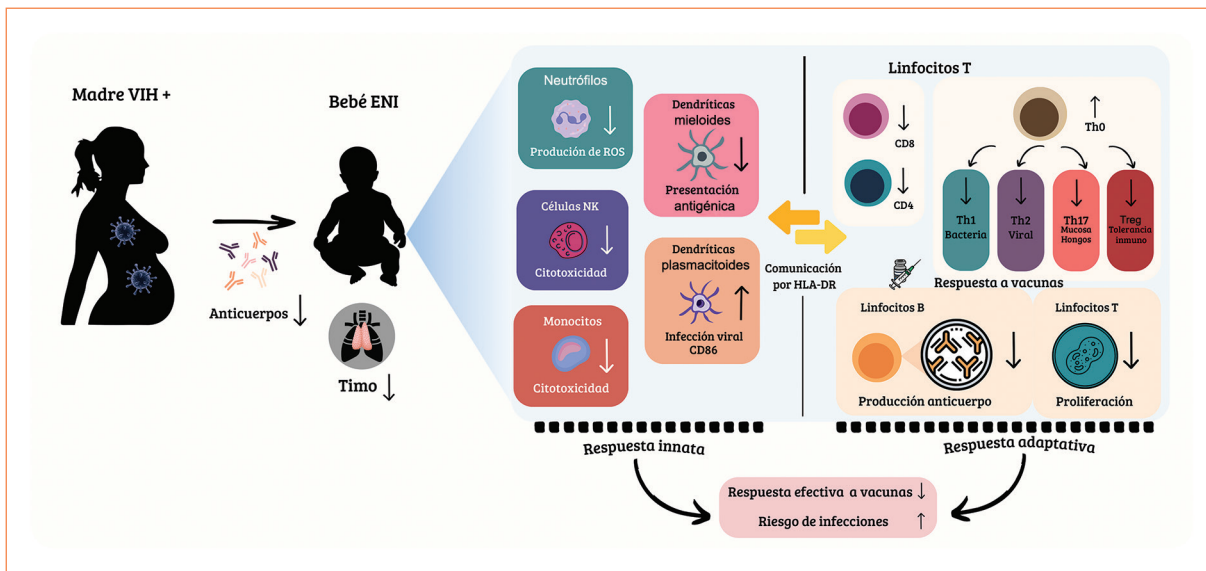 Madre VIH +
Anticuerpos
Bebé ENI
Timo
Neutrófilos
Produción de ROS
Células NK
Citotoxicidad
Monocitos
Citotoxicidad
Dendríticas
mieloides
Presentación
antigénica
Dendríticas
plasmacitoides
Infección viral
CD86
Respuesta innata
Comunicación
por HLA-DR
Linfocitos T
CD8
CD4
Th0
Th1
Bacteria
Th2
Viral
Th17
Mucosa
Hongos
Treg
Tolerancia
inmuno
Respuesta a vacunas
Linfocitos B
Producción anticuerpo
Linfocitos T
Proliferación
Respuesta adaptativa
Respuesta efectiva a vacunas
Riesgo de infecciones